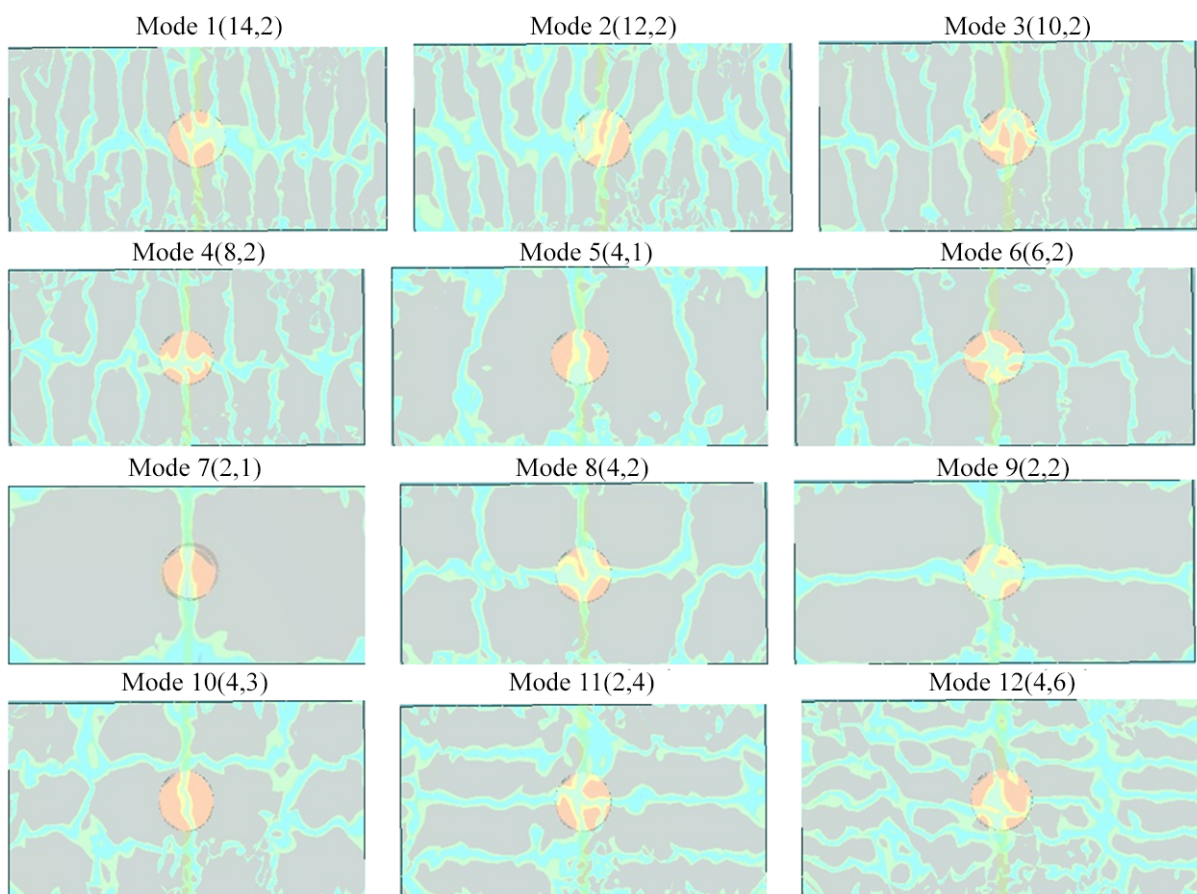 Mode 1(14,2)
Mode 2(12,2)
Mode 3(10,2)
Mode 4(8,2)
Mode 5(4,1)
Mode 6(6,2)
Mode 7(2,1)
Mode 8(4,2)
Mode 9(2,2)
Mode 10(4,3)
Mode 11(2,4)
Mode 12(4,6)